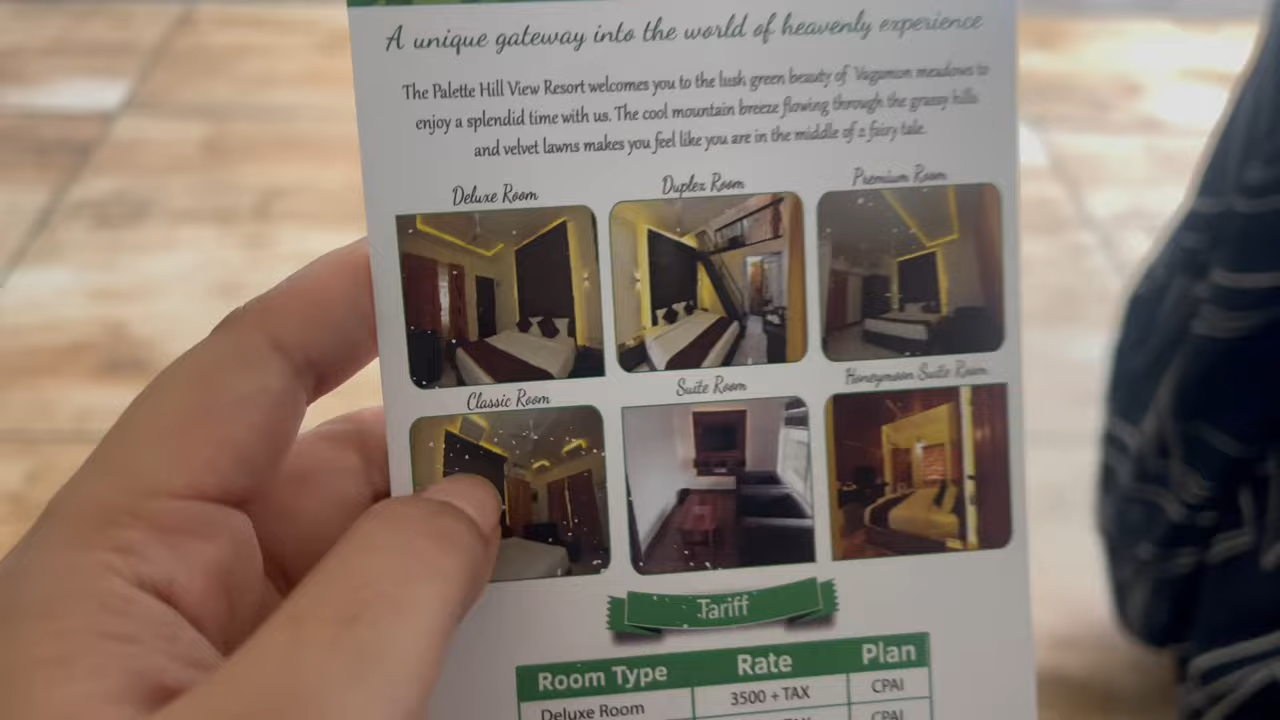 A unique gateway into the world of heavenly experience
The Palette Hill View Resort welcomes you to the lush green beauty of Vagamon meadows to
enjoy a splendid time with us. The cool mountain breeze flowing through the grassy hills
and velvet lawns makes you feel like you are in the middle of a fairy tale.
Deluxe Room
Duplex Room
Premium Room
Classic Room
Suite Room
Honeymoon Suite Room
Tariff
Room Type Rate Plan
Deluxe Room 3500 + TAX CPAI
TAX CPAI